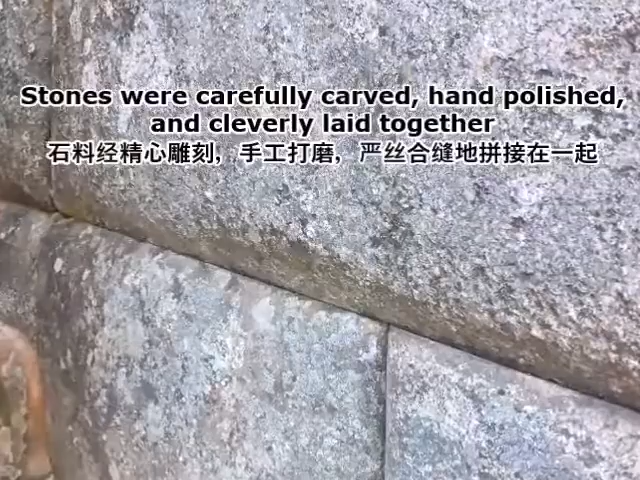 Stones were carefully carved, hand polished,
and cleverly laid together
石料经精心雕刻，手工打磨，严丝合缝地拼接在一起